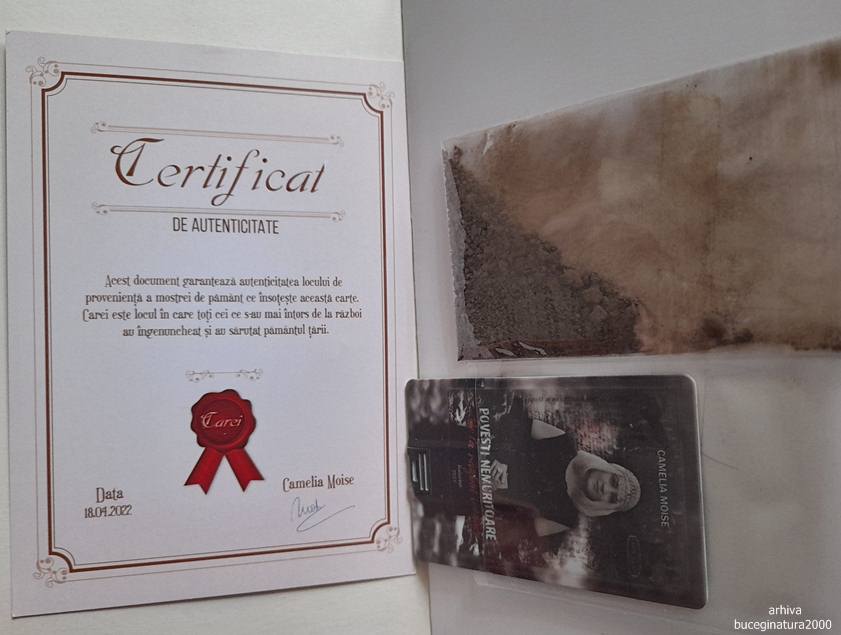 Certificat
DE AUTENTICITATE
Acest document garantează autenticitatea locului de
proveniență a mostrei de pământ ce însoțește această carte.
Carei este locul în care toți cei ce s-au mai întors de la război
au îngenuncheat și au sărutat pământul țării.
Carei
Data
18.04.2022
Camelia Moise
POVEȘTI NEMURITOARE
CAMELIA MOISE
arhiva
buceginatura2000